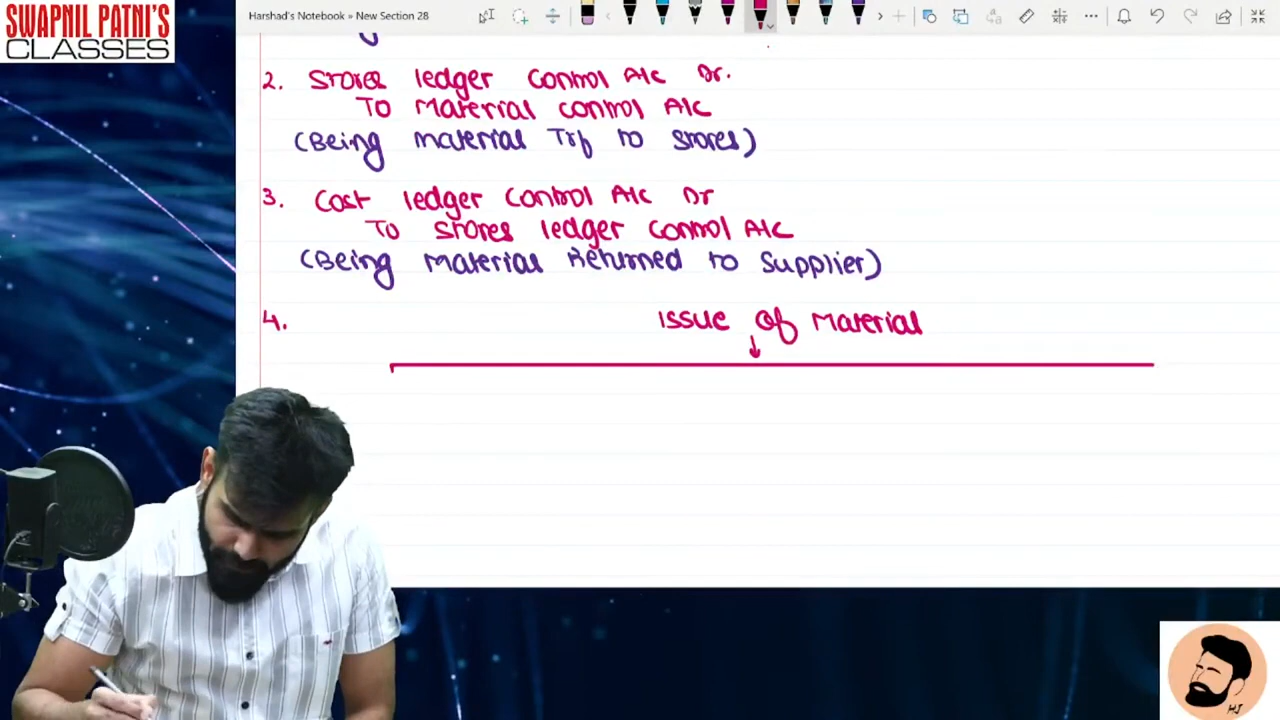 SWAPNIL PATNI'S
CLASSES
Harshad's Notebook » New Section 28
2. Stores ledger Control A/c Dr.
To Material Control A/c
(Being material Trf to Stores)
3. Cost ledger Control A/c Dr
To Stores ledger Control A/c
(Being Material Returned to Supplier)
4. Issue of Material
HJ